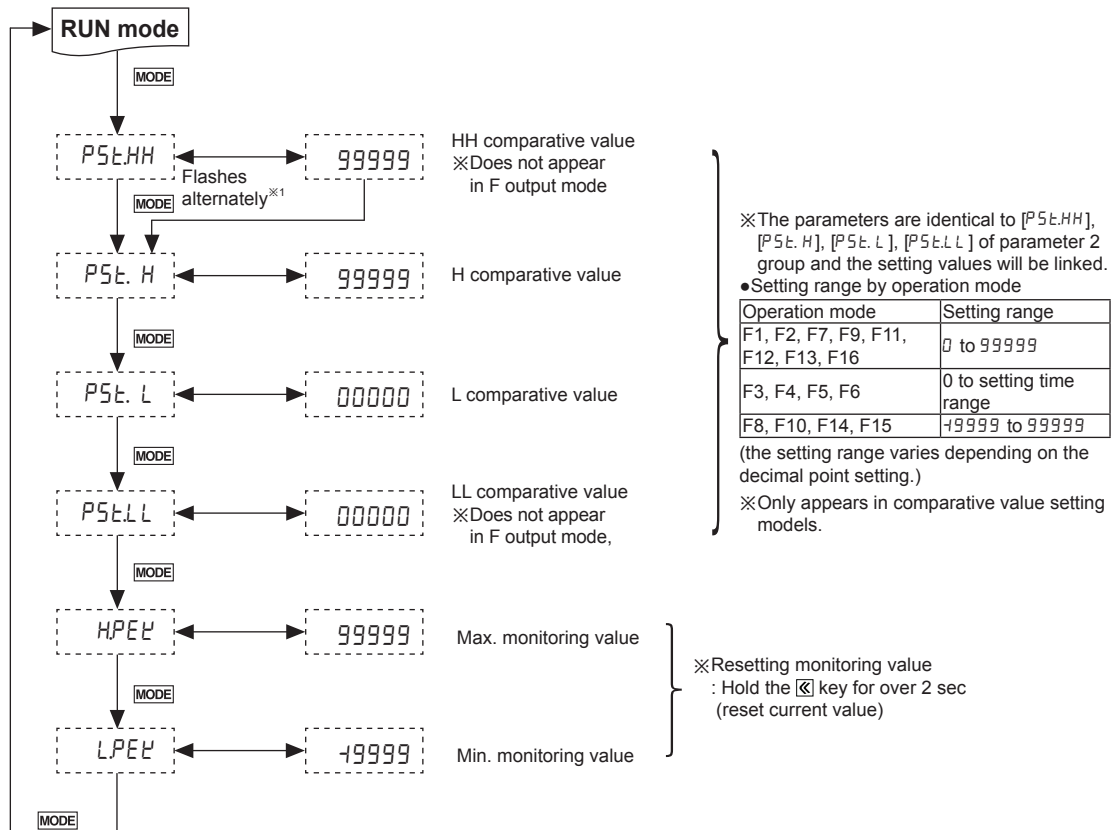 RUN mode
MODE
PSt.HH
99999
HH comparative value
※Does not appear
in F output mode
Flashes
alternately※1
MODE
PSt. H
99999
H comparative value
MODE
PSt. L
00000
L comparative value
MODE
PSt.LL
00000
LL comparative value
※Does not appear
in F output mode,
MODE
H.PEK
99999
Max. monitoring value
MODE
L.PEK
-19999
Min. monitoring value
MODE
※The parameters are identical to [PSt.HH],
[PSt. H], [PSt. L], [PSt.LL] of parameter 2
group and the setting values will be linked.
●Setting range by operation mode
Operation mode Setting range
F1, F2, F7, F9, F11,
F12, F13, F16
0 to 99999
F3, F4, F5, F6
0 to setting time
range
F8, F10, F14, F15 -19999 to 99999
(the setting range varies depending on the
decimal point setting.)
※Only appears in comparative value setting
models.
※Resetting monitoring value
: Hold the « key for over 2 sec
(reset current value)